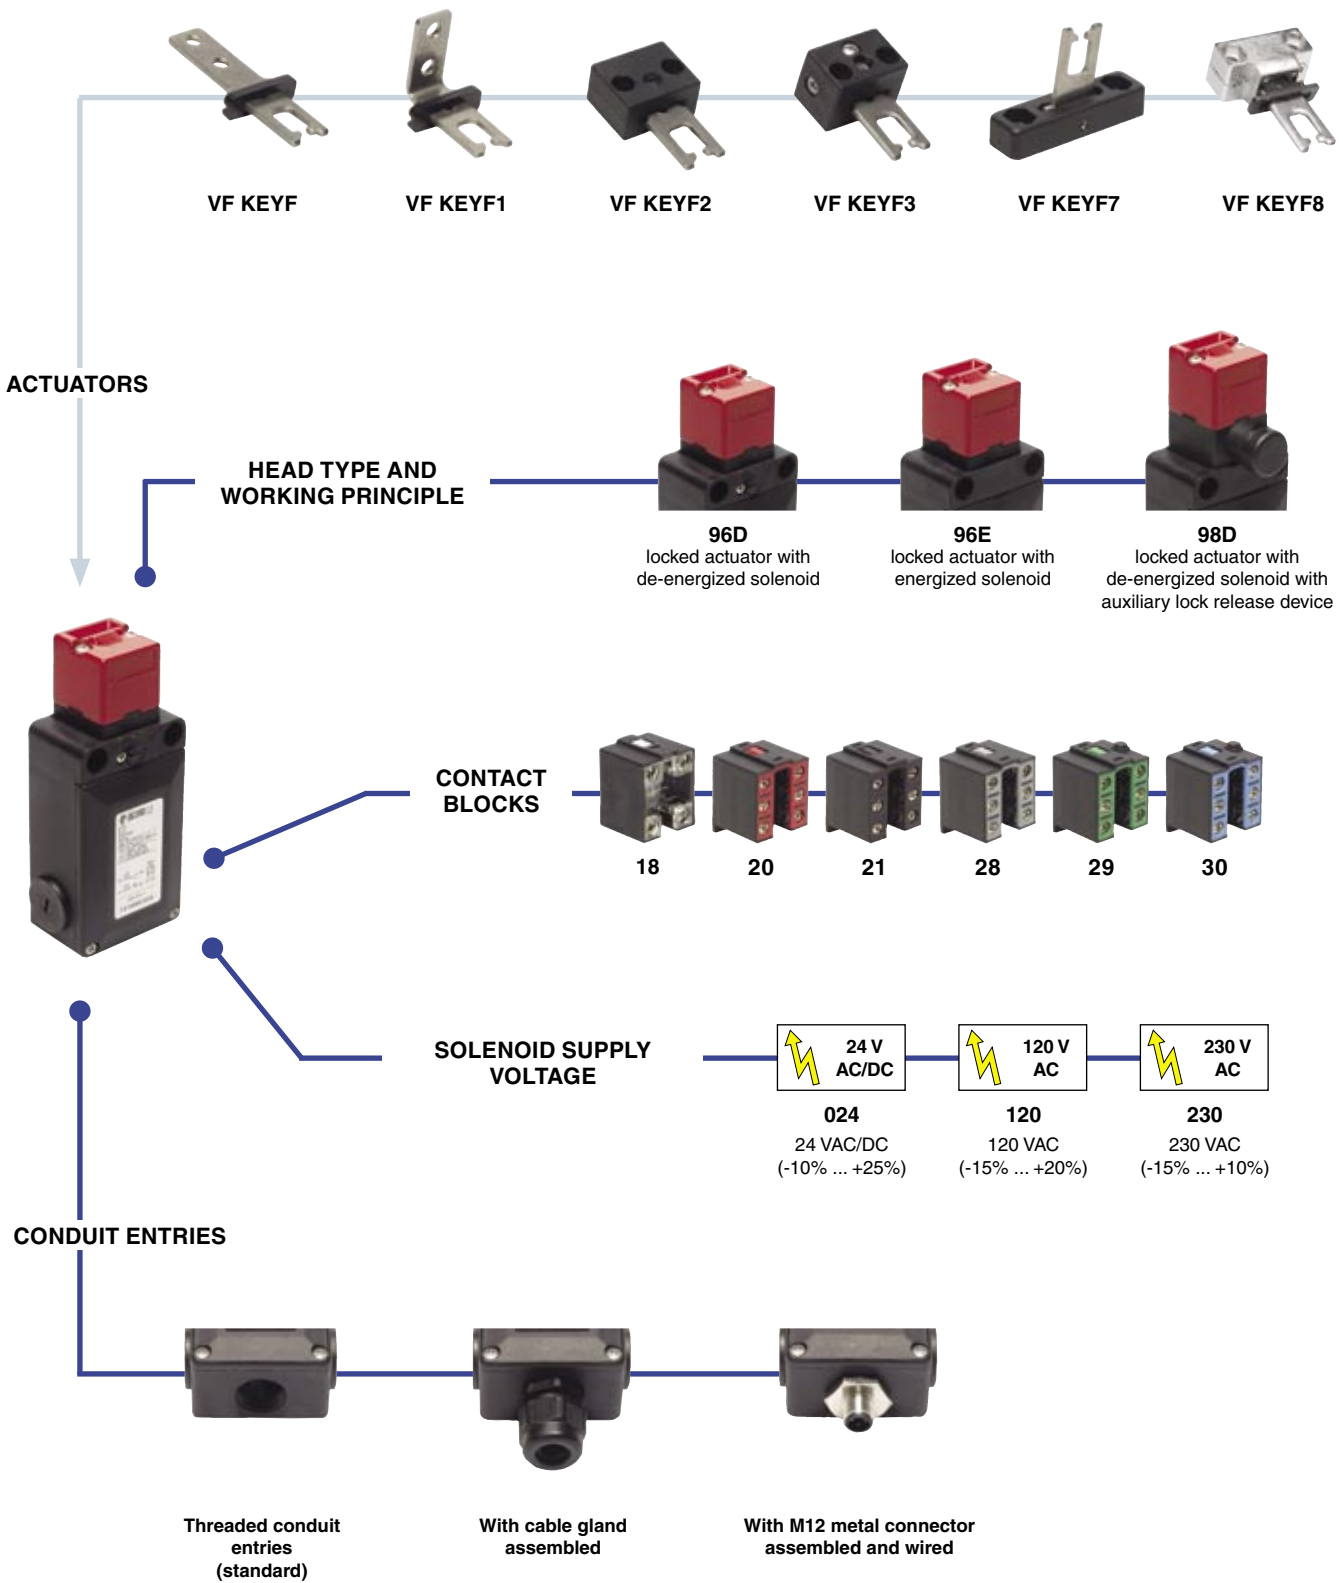 VF KEYF
VF KEYF1
VF KEYF2
VF KEYF3
VF KEYF7
VF KEYF8
ACTUATORS
HEAD TYPE AND
WORKING PRINCIPLE
96D
locked actuator with
de-energized solenoid
96E
locked actuator with
energized solenoid
98D
locked actuator with
de-energized solenoid with
auxiliary lock release device
CONTACT
BLOCKS
18
20
21
28
29
30
SOLENOID SUPPLY
VOLTAGE
24 V
AC/DC
120 V
AC
230 V
AC
024
24 VAC/DC
(-10% ... +25%)
120
120 VAC
(-15% ... +20%)
230
230 VAC
(-15% ... +10%)
CONDUIT ENTRIES
Threaded conduit
entries
(standard)
With cable gland
assembled
With M12 metal connector
assembled and wired